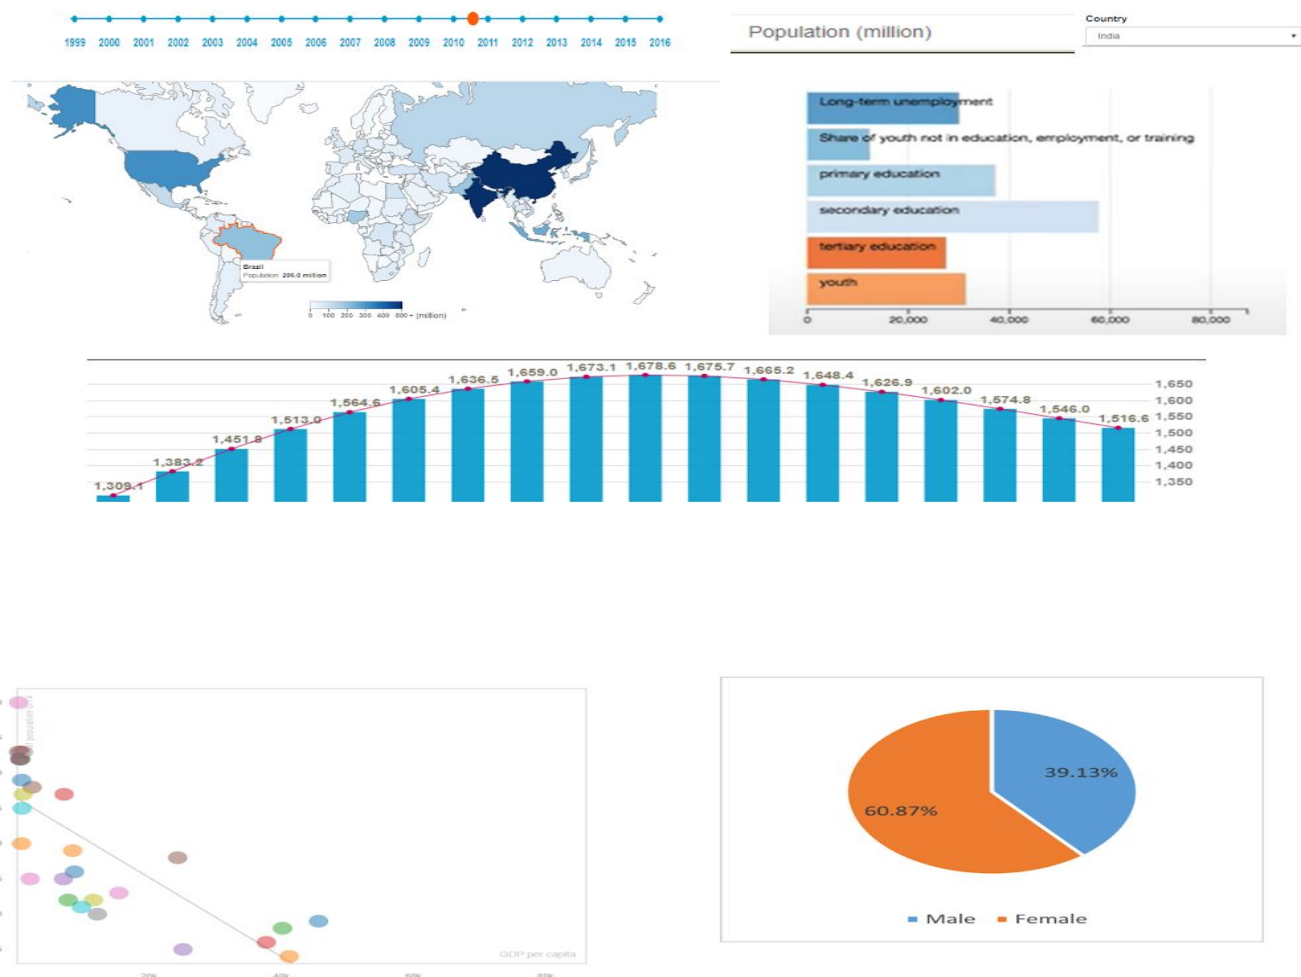 1999 2000 2001 2002 2003 2004 2005 2006 2007 2008 2009 2010 2011 2012 2013 2014 2015 2016
Brazil
Population 206.0 million
0 100 200 300 400 500+ (million)
Population (million)
Country
India
Long-term unemployment
Share of youth not in education, employment, or training
primary education
secondary education
tertiary education
youth
0 20,000 40,000 60,000 80,000
1,309.1 1,383.2 1,451.8 1,513.0 1,564.6 1,605.4 1,636.5 1,659.0 1,673.1 1,678.6 1,675.7 1,665.2 1,648.4 1,626.9 1,602.0 1,574.8 1,546.0 1,516.6
1,650
1,600
1,550
1,500
1,450
1,400
1,350
of population
GDP per capita
20k 40k 60k 80k
39.13%
60.87%
Male Female